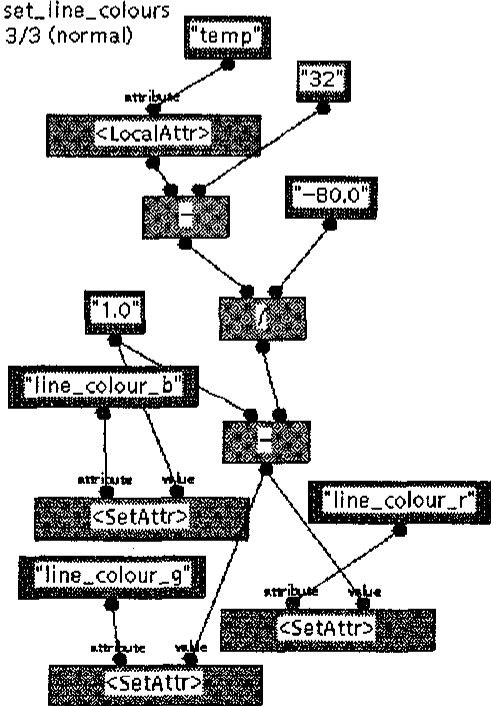 set_line_colours
3/3 (normal)
"temp"
"32"
attribute
<LocalAttr>
"-80.0"
-
"1.0"
/
"line_colour_b"
-
attribute value
<SetAttr>
"line_colour_r"
"line_colour_g"
attribute value
<SetAttr>
attribute value
<SetAttr>